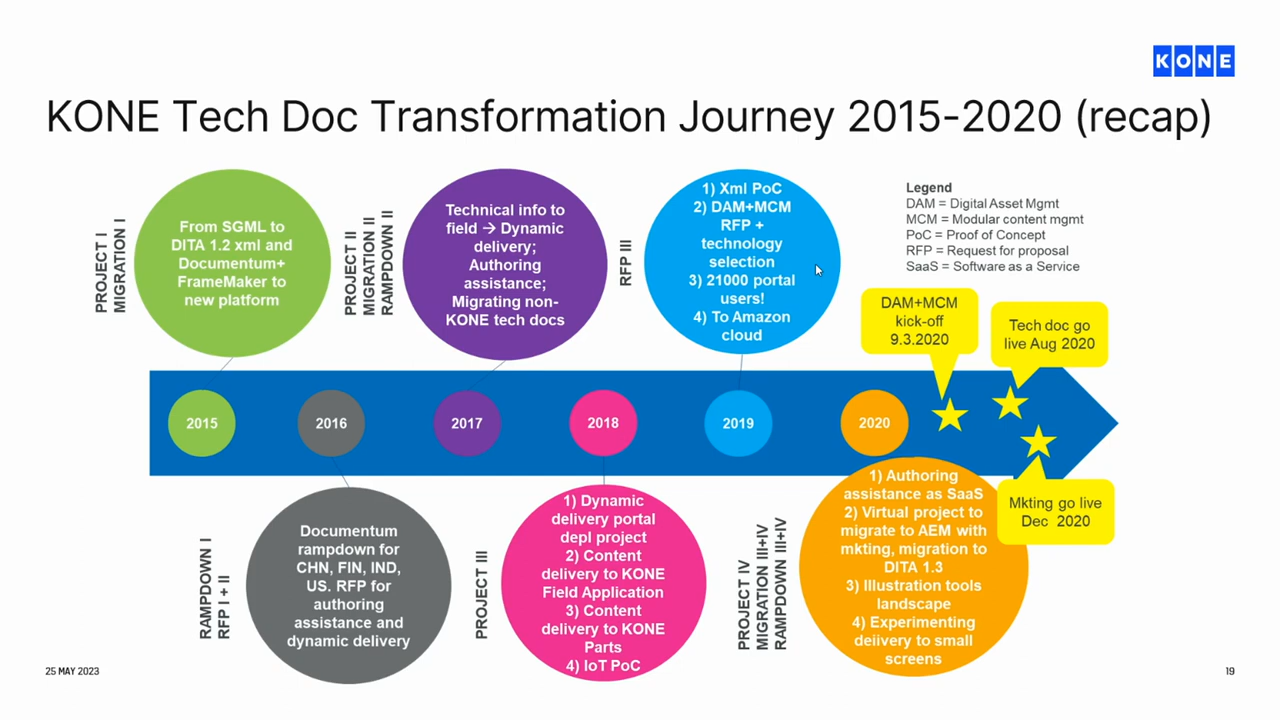 KONE
KONE Tech Doc Transformation Journey 2015-2020 (recap)
PROJECT I
MIGRATION I
From SGML to
DITA 1.2 xml and
Documentum+
FrameMaker to
new platform
PROJECT II
MIGRATION II
RAMPDOWN II
Technical info to
field → Dynamic
delivery;
Authoring
assistance;
Migrating non-
KONE tech docs
RFP III
1) Xml PoC
2) DAM+MCM
RFP +
technology
selection
3) 21000 portal
users!
4) To Amazon
cloud
Legend
DAM = Digital Asset Mgmt
MCM = Modular content mgmt
PoC = Proof of Concept
RFP = Request for proposal
SaaS = Software as a Service
DAM+MCM
kick-off
9.3.2020
Tech doc go
live Aug 2020
2015
2016
2017
2018
2019
2020
Mkting go live
Dec 2020
RAMPDOWN I
RFP I + II
Documentum
rampdown for
CHN, FIN, IND,
US. RFP for
authoring
assistance and
dynamic delivery
PROJECT III
1) Dynamic
delivery portal
depl project
2) Content
delivery to KONE
Field Application
3) Content
delivery to KONE
Parts
4) IoT PoC
PROJECT IV
MIGRATION III+IV
RAMPDOWN III+IV
1) Authoring
assistance as SaaS
2) Virtual project to
migrate to AEM with
mkting, migration to
DITA 1.3
3) Illustration tools
landscape
4) Experimenting
delivery to small
screens
25 MAY 2023
19